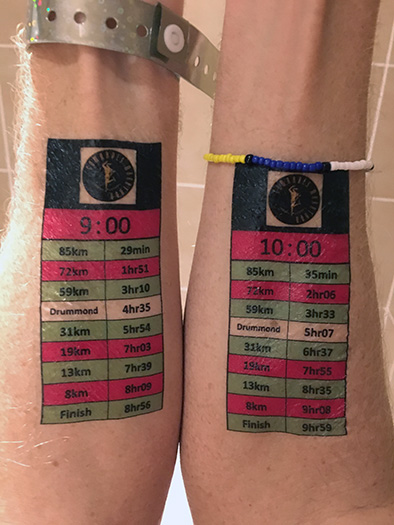 9:00
85km 29min
72km 1hr51
59km 3hr10
Drummond 4hr35
31km 5hr54
19km 7hr03
13km 7hr39
8km 8hr09
Finish 8hr56
10:00
85km 35min
72km 2hr06
59km 3hr33
Drummond 5hr07
31km 6hr37
19km 7hr55
13km 8hr35
8km 9hr08
Finish 9hr59